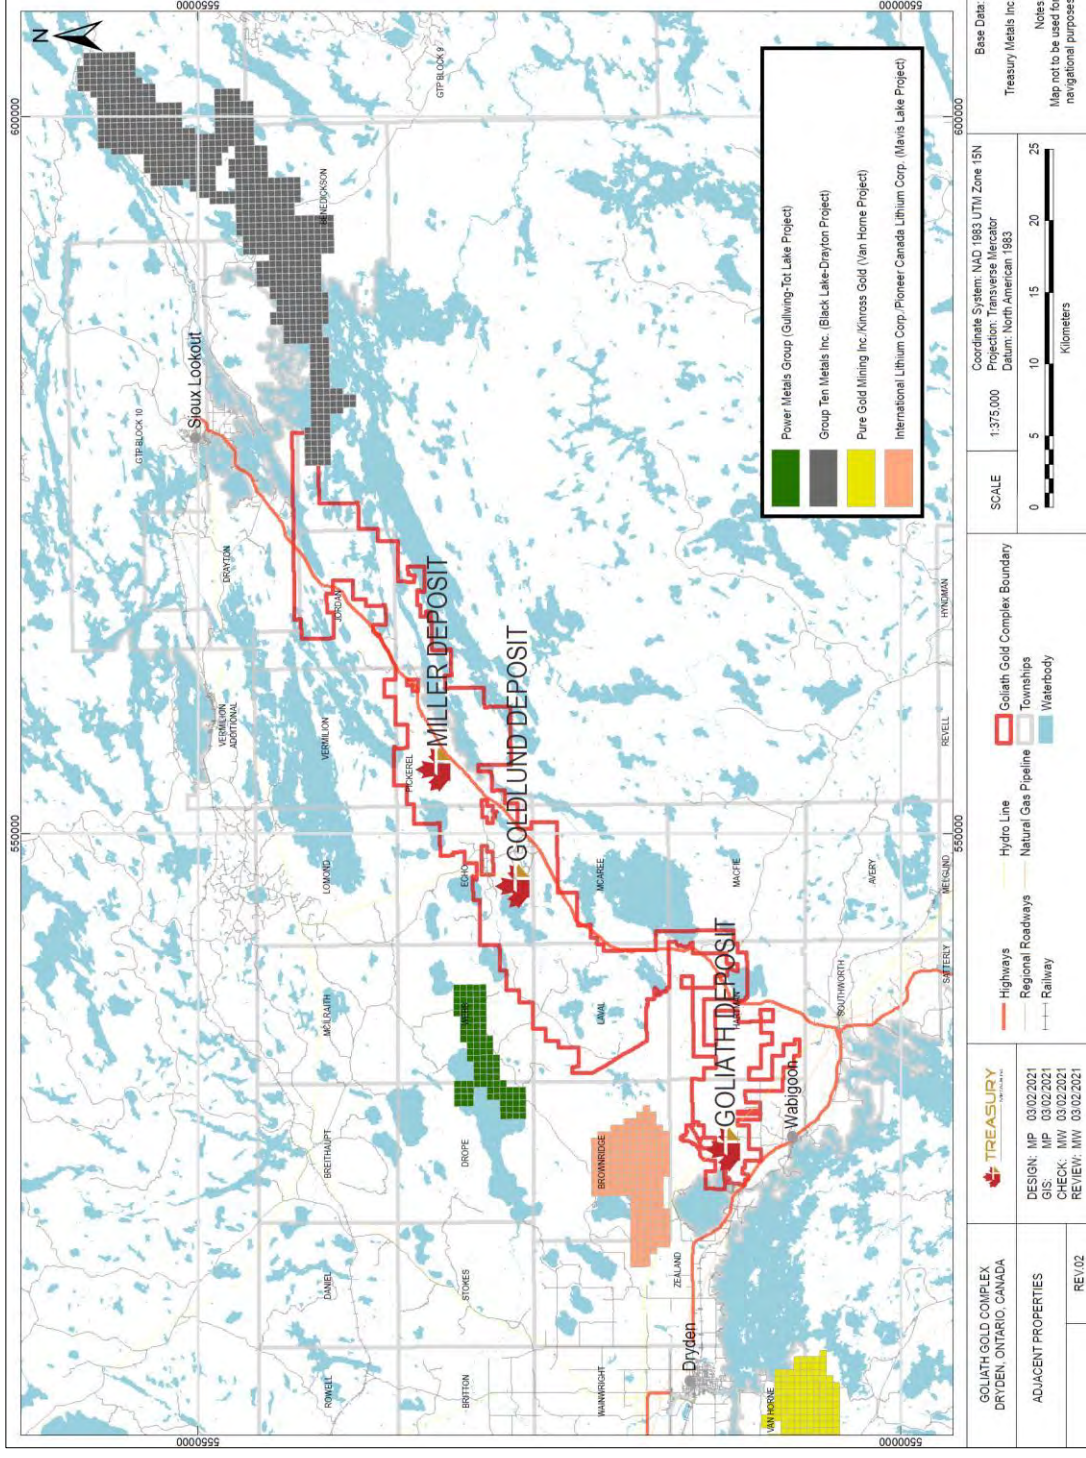 550000
600000
N
GTP BLOCK 10
Sioux Lookout
DRAYTON
VERMILION
ADDITIONAL
ROWELL
DANIEL
BREITHAUPT
MCILRAITH
LOMOND
VERMILION
JORDAN
BENEDICKSON
GTP BLOCK 9
BRITTON
STOKES
DROPE
ECHO
PICKEREL
MILLER DEPOSIT
GOLDLUND DEPOSIT
WAINWRIGHT
BROWNRIDGE
LAVAL
MCAREE
ZEALAND
Dryden
GOLIATH DEPOSIT
HARTMAN
MACFIE
VAN HORNE
Wabigoon
SOUTHWORTH
AVERY
SATTERLY
MELGUND
REVELL
HYNDMAN
Power Metals Group (Gullwing-Tot Lake Project)
Group Ten Metals Inc. (Black Lake-Drayton Project)
Pure Gold Mining Inc./Kinross Gold (Van Horne Project)
International Lithium Corp./Pioneer Canada Lithium Corp. (Mavis Lake Project)
550000
600000
GOLIATH GOLD COMPLEX
DRYDEN, ONTARIO, CANADA
ADJACENT PROPERTIES
REV.02
TREASURY
DESIGN: MP 03/02/2021
GIS: MP 03/02/2021
CHECK: MW 03/02/2021
REVIEW: MW 03/02/2021
Highways
Regional Roadways
Railway
Hydro Line
Natural Gas Pipeline
Goliath Gold Complex Boundary
Townships
Waterbody
SCALE
1:375,000
Coordinate System: NAD 1983 UTM Zone 15N
Projection: Transverse Mercator
Datum: North American 1983
0 5 10 15 20 25
Kilometers
Base Data:
Treasury Metals Inc
Notes
Map not to be used for
navigational purposes